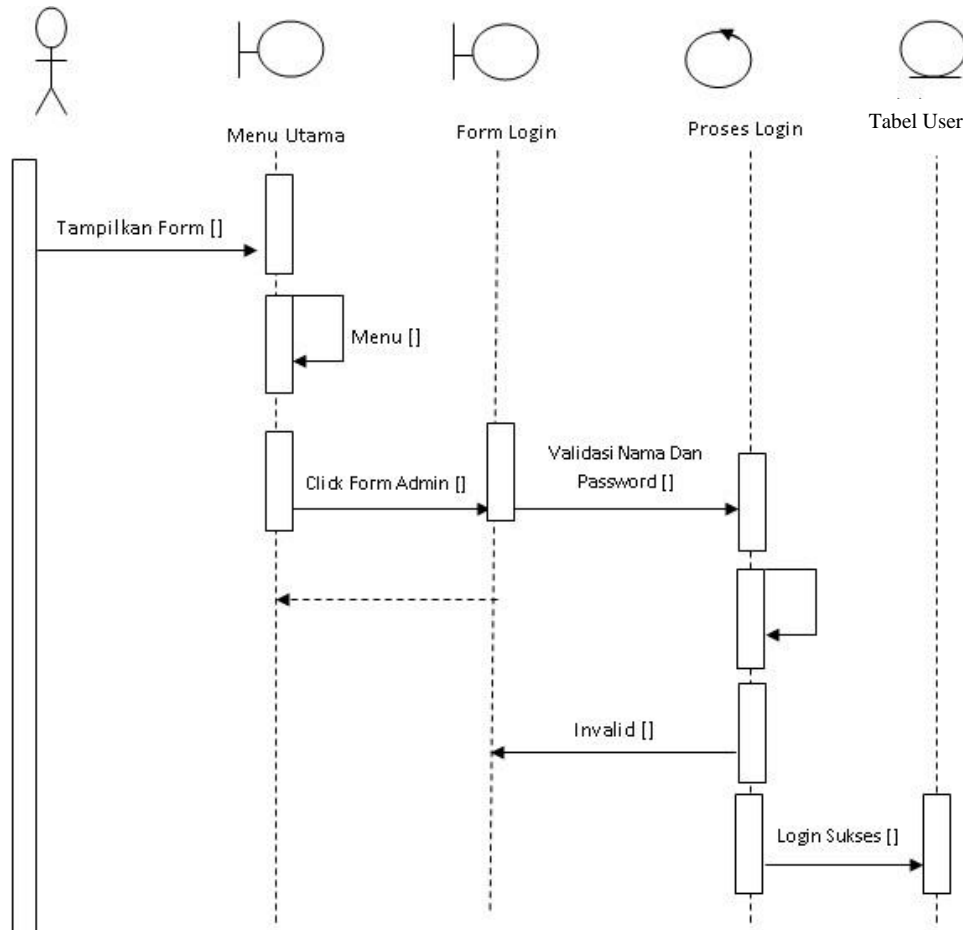 Menu Utama
Form Login
Proses Login
Tabel User
Tampilkan Form []
Menu []
Click Form Admin []
Validasi Nama Dan
Password []
Invalid []
Login Sukses []